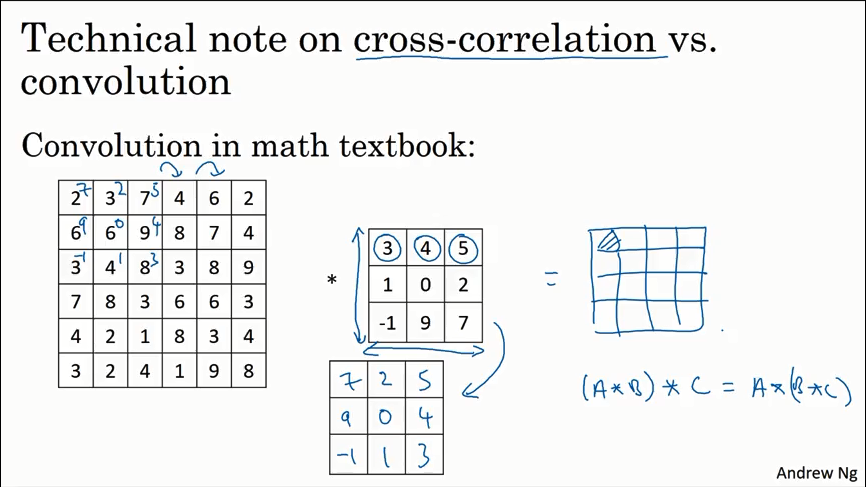 Technical note on cross-correlation vs.
convolution
Convolution in math textbook:
2 7 3 2 7 5 4 6 2
6 9 6 0 9 4 8 7 4
3 -1 4 1 8 3 3 8 9
7 8 3 6 6 3
4 2 1 8 3 4
3 2 4 1 9 8
*
3 4 5
1 0 2
-1 9 7
=
7 2 5
9 0 4
-1 1 3
(A * B) * C = A * (B * C)
Andrew Ng